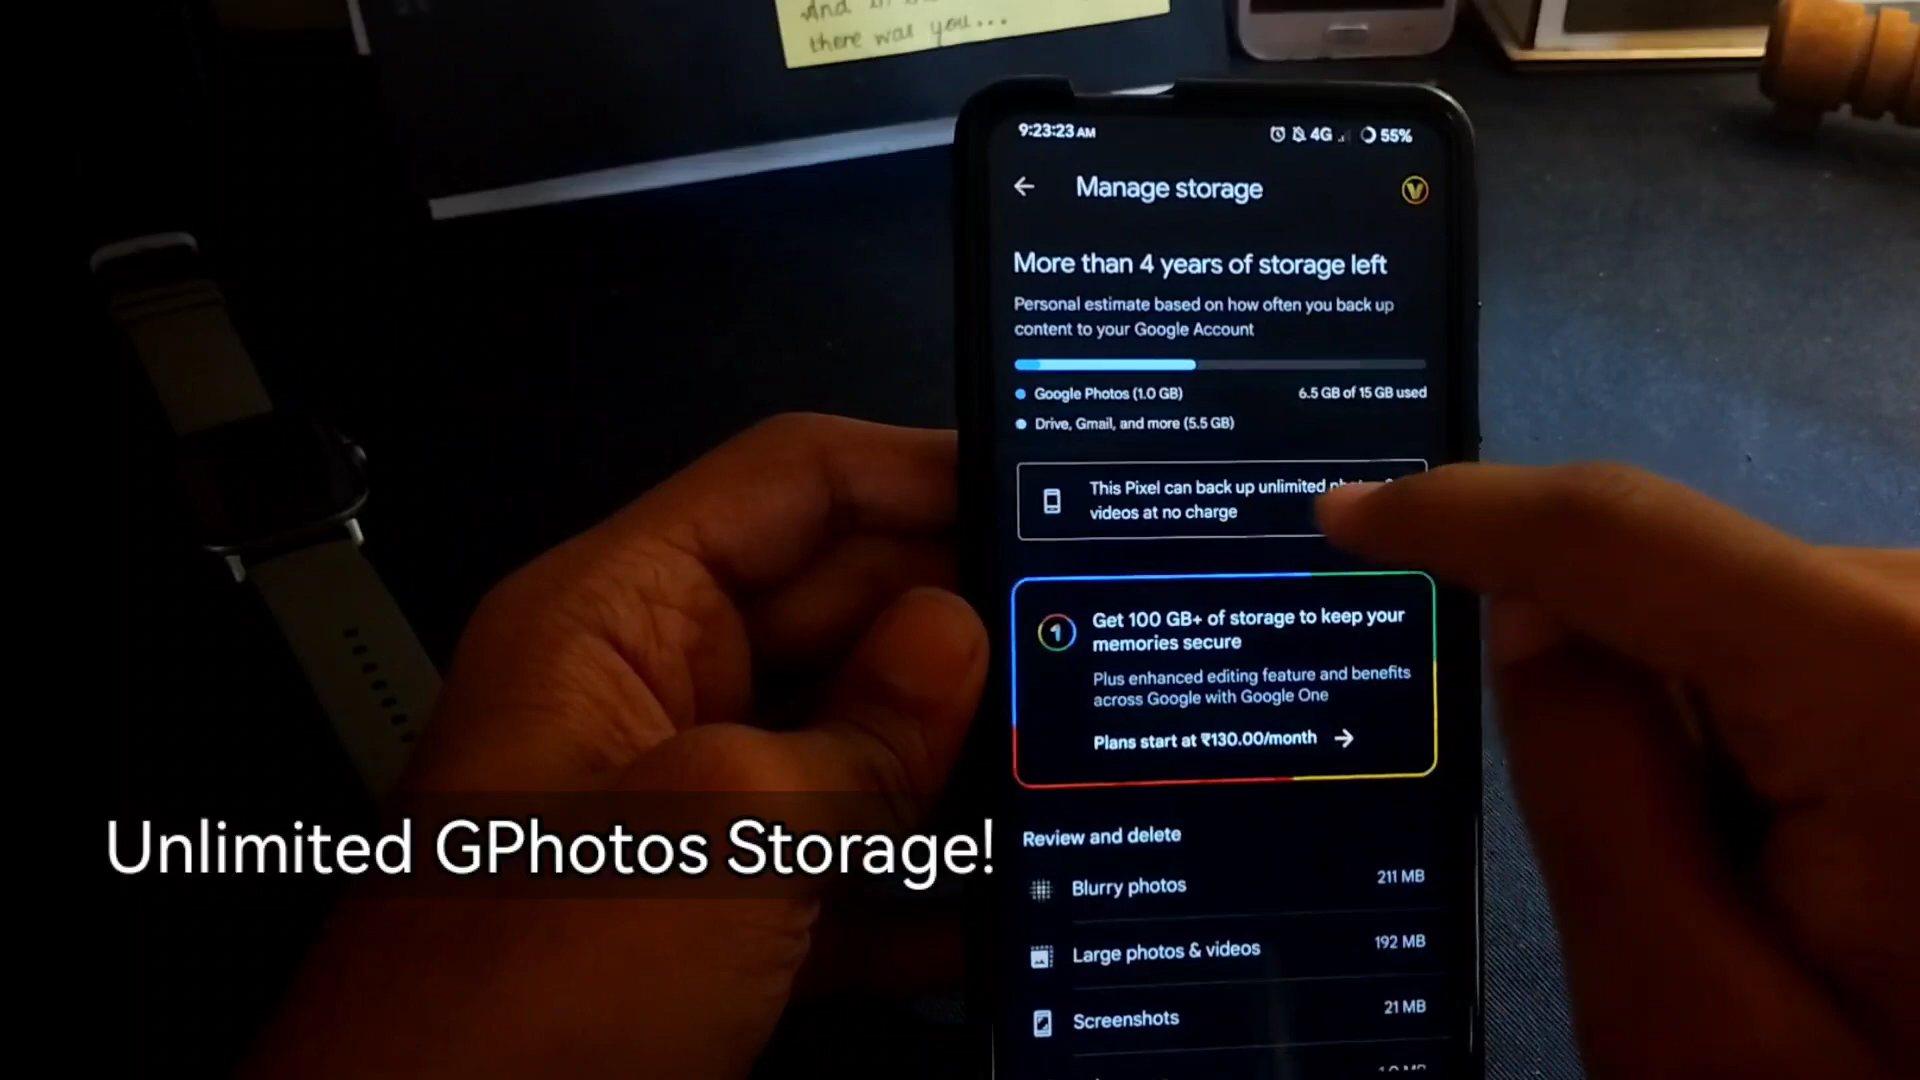 And in
there was you...
9:23:23 AM
4G 55%
Manage storage
More than 4 years of storage left
Personal estimate based on how often you back up
content to your Google Account
Google Photos (1.0 GB) 6.5 GB of 15 GB used
Drive, Gmail, and more (5.5 GB)
This Pixel can back up unlimited
videos at no charge
1
Get 100 GB+ of storage to keep your
memories secure
Plus enhanced editing feature and benefits
across Google with Google One
Plans start at ₹130.00/month
Unlimited GPhotos Storage!
Review and delete
Blurry photos 211 MB
Large photos & videos 192 MB
Screenshots 21 MB